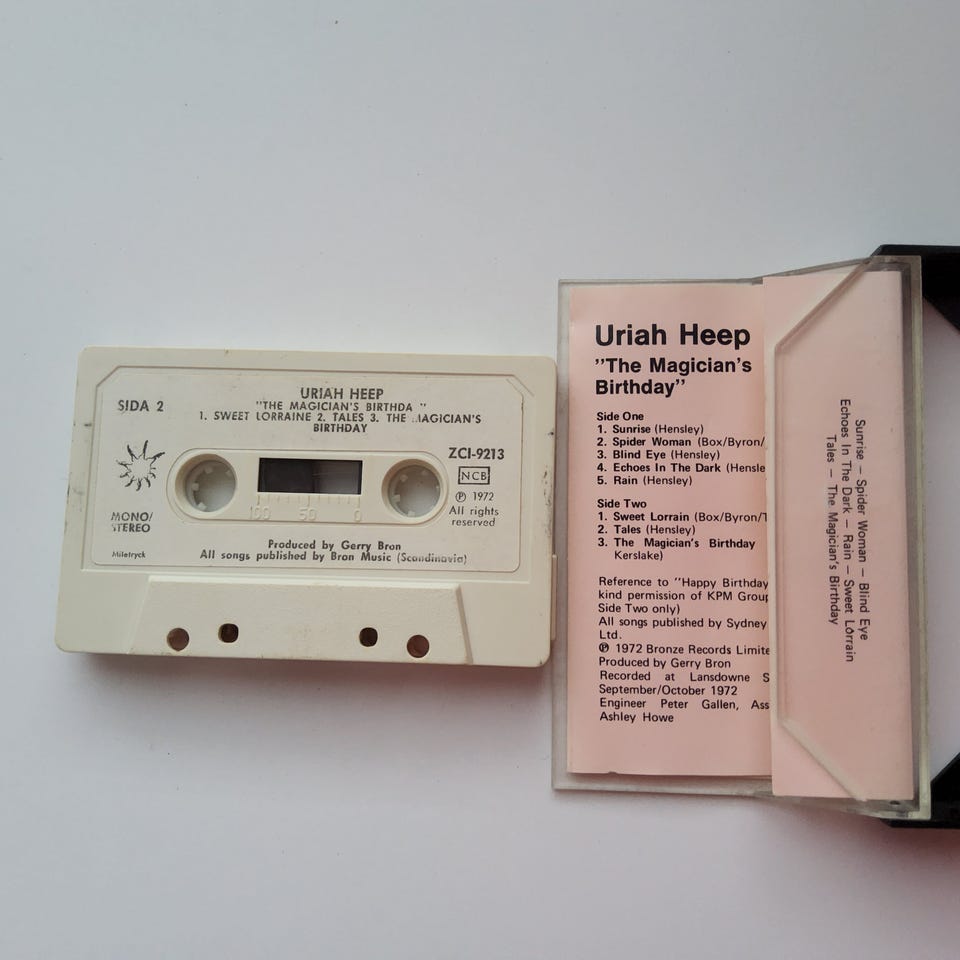 SIDA 2
URIAH HEEP
"THE MAGICIAN'S BIRTHDA "
1. SWEET LORRAINE 2. TALES 3. THE MAGICIAN'S
BIRTHDAY
ZCI-9213
NCB
Ⓟ 1972
All rights
reserved
MONO/
STEREO
Miletryck
100 50 0
Produced by Gerry Bron
All songs published by Bron Music (Scandinavia)
Uriah Heep
"The Magician's
Birthday"
Side One
1. Sunrise (Hensley)
2. Spider Woman (Box/Byron/
3. Blind Eye (Hensley)
4. Echoes In The Dark (Hensle
5. Rain (Hensley)
Side Two
1. Sweet Lorrain (Box/Byron/T
2. Tales (Hensley)
3. The Magician's Birthday
Kerslake)
Reference to "Happy Birthday
kind permission of KPM Group
Side Two only)
All songs published by Sydney
Ltd.
Ⓟ 1972 Bronze Records Limite
Produced by Gerry Bron
Recorded at Lansdowne S
September/October 1972
Engineer Peter Gallen, Ass
Ashley Howe
Sunrise – Spider Woman – Blind Eye
Echoes In The Dark – Rain – Sweet Lorrain
Tales – The Magician's Birthday